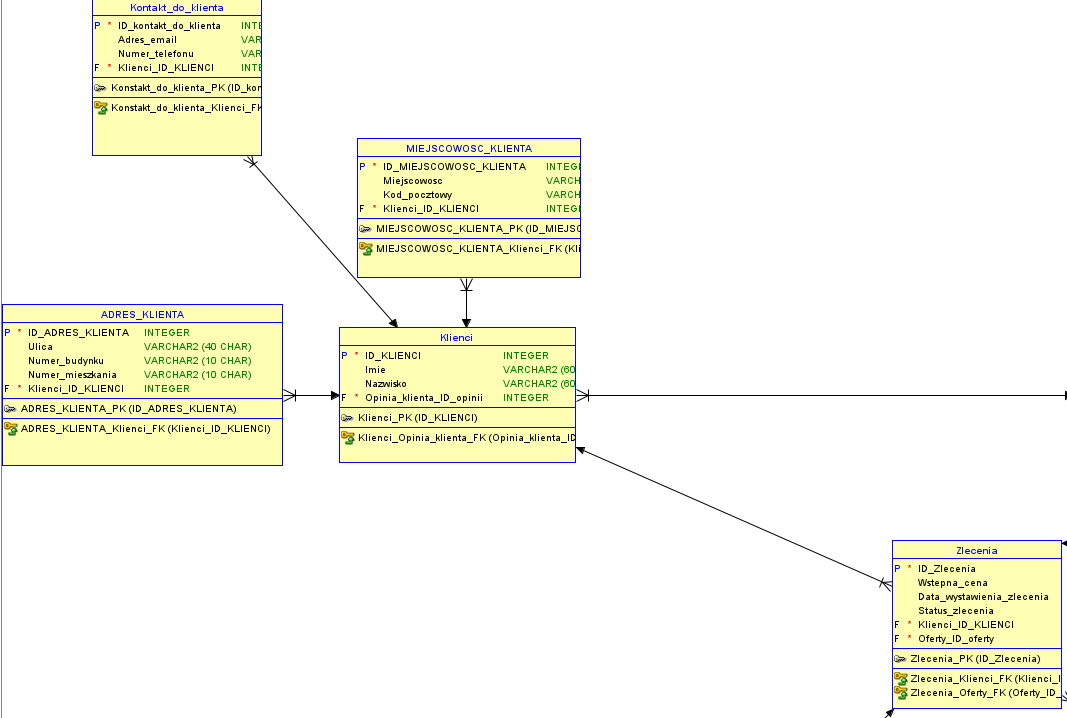 Kontakt_do_klienta
P * ID_kontakt_do_klienta INTE
Adres_email VAR
Numer_telefonu VAR
F * Klienci_ID_KLIENCI INTE
Konstakt_do_klienta_PK (ID_kon
Konstakt_do_klienta_Klienci_FK
MIEJSCOWOSC_KLIENTA
P * ID_MIEJSCOWOSC_KLIENTA INTEG
Miejscowosc VARCH
Kod_pocztowy VARCH
F * Klienci_ID_KLIENCI INTEG
MIEJSCOWOSC_KLIENTA_PK (ID_MIEJSC
MIEJSCOWOSC_KLIENTA_Klienci_FK (Kli
ADRES_KLIENTA
P * ID_ADRES_KLIENTA INTEGER
Ulica VARCHAR2 (40 CHAR)
Numer_budynku VARCHAR2 (10 CHAR)
Numer_mieszkania VARCHAR2 (10 CHAR)
F * Klienci_ID_KLIENCI INTEGER
ADRES_KLIENTA_PK (ID_ADRES_KLIENTA)
ADRES_KLIENTA_Klienci_FK (Klienci_ID_KLIENCI)
Klienci
P * ID_KLIENCI INTEGER
Imie VARCHAR2 (60
Nazwisko VARCHAR2 (60
F * Opinia_klienta_ID_opinii INTEGER
Klienci_PK (ID_KLIENCI)
Klienci_Opinia_klienta_FK (Opinia_klienta_ID
Zlecenia
P * ID_Zlecenia
Wstepna_cena
Data_wystawienia_zlecenia
Status_zlecenia
F * Klienci_ID_KLIENCI
F * Oferty_ID_oferty
Zlecenia_PK (ID_Zlecenia)
Zlecenia_Klienci_FK (Klienci_I
Zlecenia_Oferty_FK (Oferty_ID_